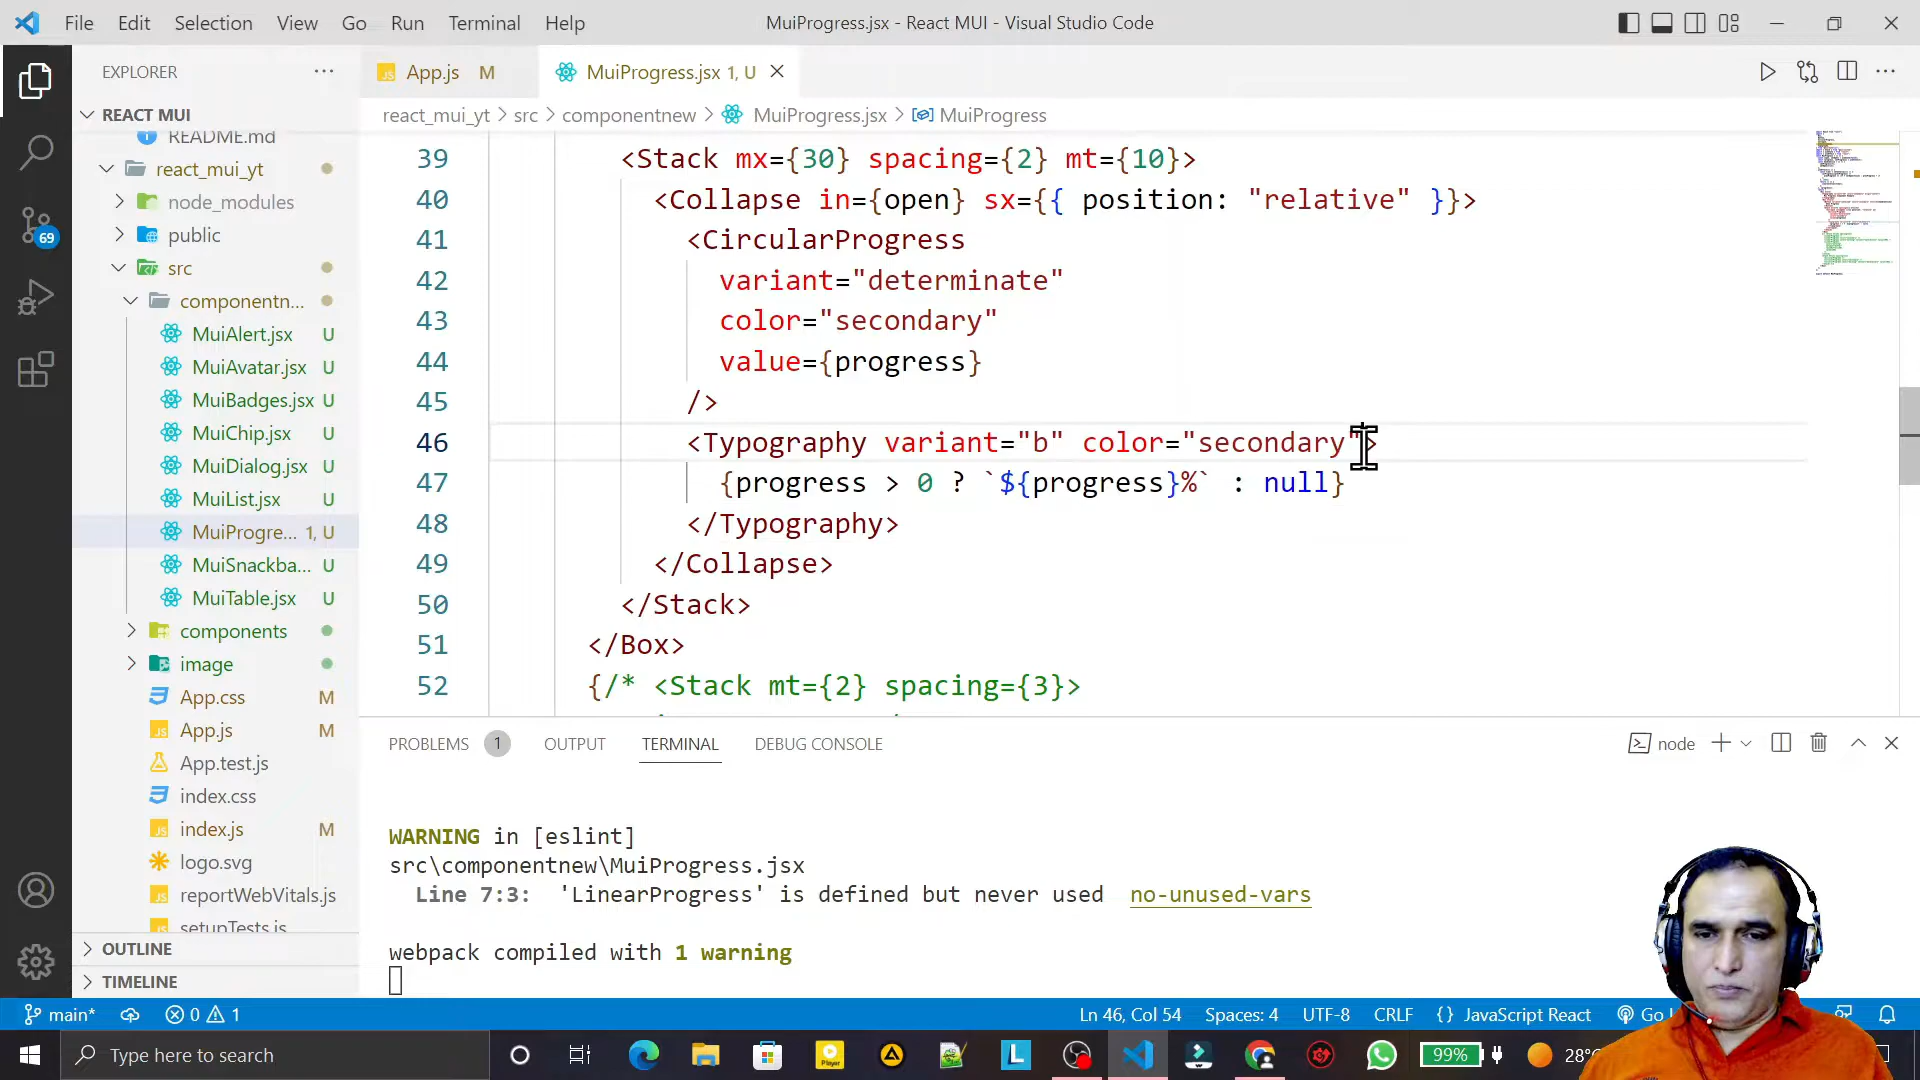 File Edit Selection View Go Run Terminal Help
MuiProgress.jsx - React MUI - Visual Studio Code
EXPLORER
App.js M
MuiProgress.jsx 1, U
REACT MUI
react_mui_yt > src > componentnew > MuiProgress.jsx > MuiProgress
README.md
react_mui_yt
node_modules
public
src
componentn...
MuiAlert.jsx U
MuiAvatar.jsx U
MuiBadges.jsx U
MuiChip.jsx U
MuiDialog.jsx U
MuiList.jsx U
MuiProgre... 1, U
MuiSnackba... U
MuiTable.jsx U
components
image
App.css M
App.js M
App.test.js
index.css
index.js M
logo.svg
reportWebVitals.js
setupTests.js
OUTLINE
TIMELINE
69
39 <Stack mx={30} spacing={2} mt={10}>
40 <Collapse in={open} sx={{ position: "relative" }}>
41 <CircularProgress
42 variant="determinate"
43 color="secondary"
44 value={progress}
45 />
46 <Typography variant="b" color="secondary">
47 {progress > 0 ? `${progress}%` : null}
48 </Typography>
49 </Collapse>
50 </Stack>
51 </Box>
52 {/* <Stack mt={2} spacing={3}>
PROBLEMS 1 OUTPUT TERMINAL DEBUG CONSOLE
node
WARNING in [eslint]
src\componentnew\MuiProgress.jsx
Line 7:3: 'LinearProgress' is defined but never used no-unused-vars
webpack compiled with 1 warning
main* 0 1
Ln 46, Col 54 Spaces: 4 UTF-8 CRLF {} JavaScript React Go
Type here to search
Player
L
99%
28°